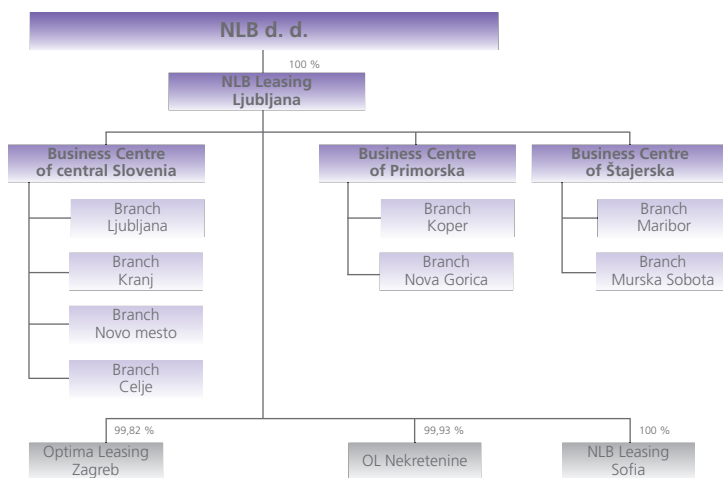 NLB d. d.
100 %
NLB Leasing
Ljubljana
Business Centre
of central Slovenia
Branch
Ljubljana
Branch
Kranj
Branch
Novo mesto
Branch
Celje
Business Centre
of Primorska
Branch
Koper
Branch
Nova Gorica
Business Centre
of Štajerska
Branch
Maribor
Branch
Murska Sobota
99,82 %
Optima Leasing
Zagreb
99,93 %
OL Nekretenine
100 %
NLB Leasing
Sofia